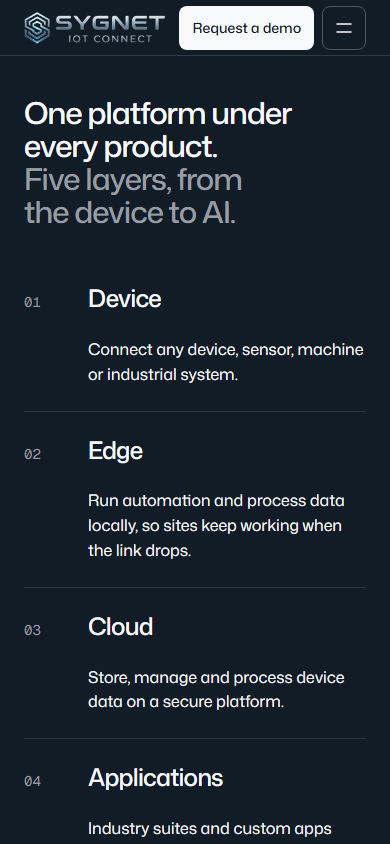 SYGNET
IOT CONNECT
Request a demo
One platform under
every product.
Five layers, from
the device to AI.
01
Device
Connect any device, sensor, machine
or industrial system.
02
Edge
Run automation and process data
locally, so sites keep working when
the link drops.
03
Cloud
Store, manage and process device
data on a secure platform.
04
Applications
Industry suites and custom apps